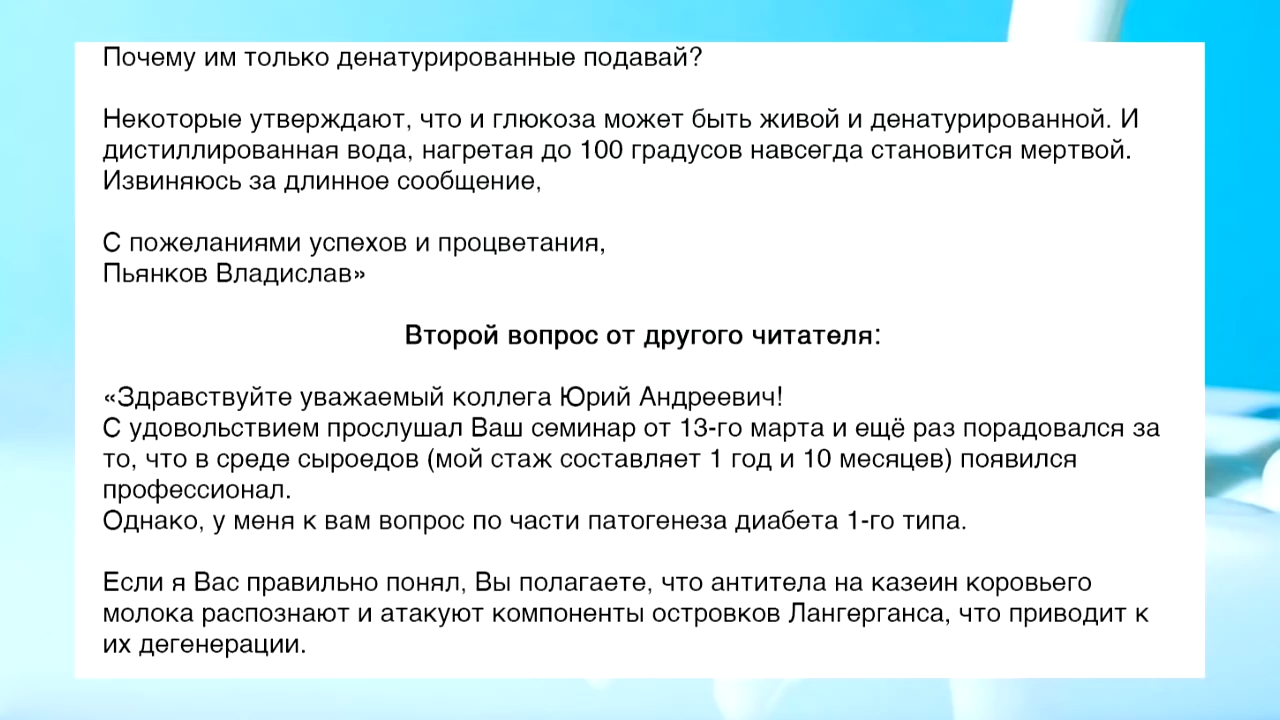 Почему им только денатурированные подавай?
Некоторые утверждают, что и глюкоза может быть живой и денатурированной. И
дистиллированная вода, нагретая до 100 градусов навсегда становится мертвой.
Извиняюсь за длинное сообщение,
С пожеланиями успехов и процветания,
Пьянков Владислав»
Второй вопрос от другого читателя:
«Здравствуйте уважаемый коллега Юрий Андреевич!
С удовольствием прослушал Ваш семинар от 13-го марта и ещё раз порадовался за
то, что в среде сыроедов (мой стаж составляет 1 год и 10 месяцев) появился
профессионал.
Однако, у меня к вам вопрос по части патогенеза диабета 1-го типа.
Если я Вас правильно понял, Вы полагаете, что антитела на казеин коровьего
молока распознают и атакуют компоненты островков Лангерганса, что приводит к
их дегенерации.